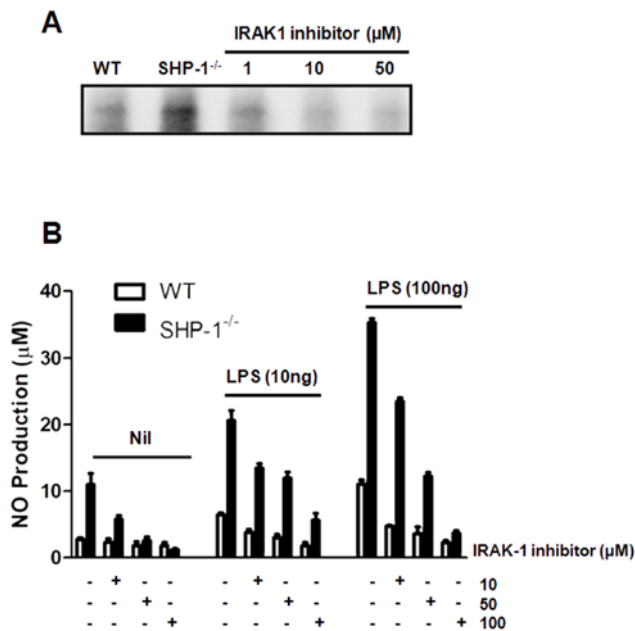 A
IRAK1 inhibitor (µM)
WT SHP-1-/- 1 10 50
B
40
30
20
10
0
NO Production (µM)
WT
SHP-1-/-
Nil
LPS (10ng)
LPS (100ng)
IRAK-1 inhibitor (µM)
- + - - - + - - - + - - 10
- - + - - - + - - - + - 50
- - - + - - - + - - - + 100